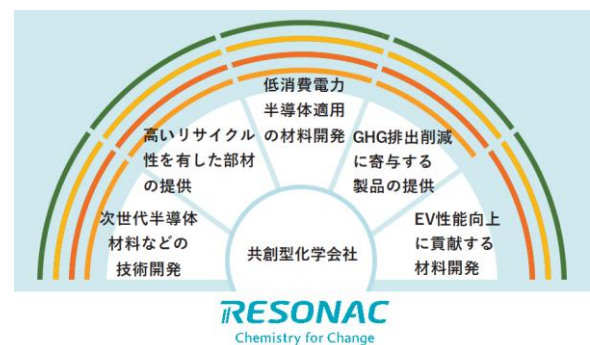 低消費電力
半導体適用
の材料開発
高いリサイクル
性を有した部材
の提供
GHG排出削減
に寄与する
製品の提供
次世代半導体
材料などの
技術開発
共創型化学会社
EV性能向上
に貢献する
材料開発
RESONAC
Chemistry for Change